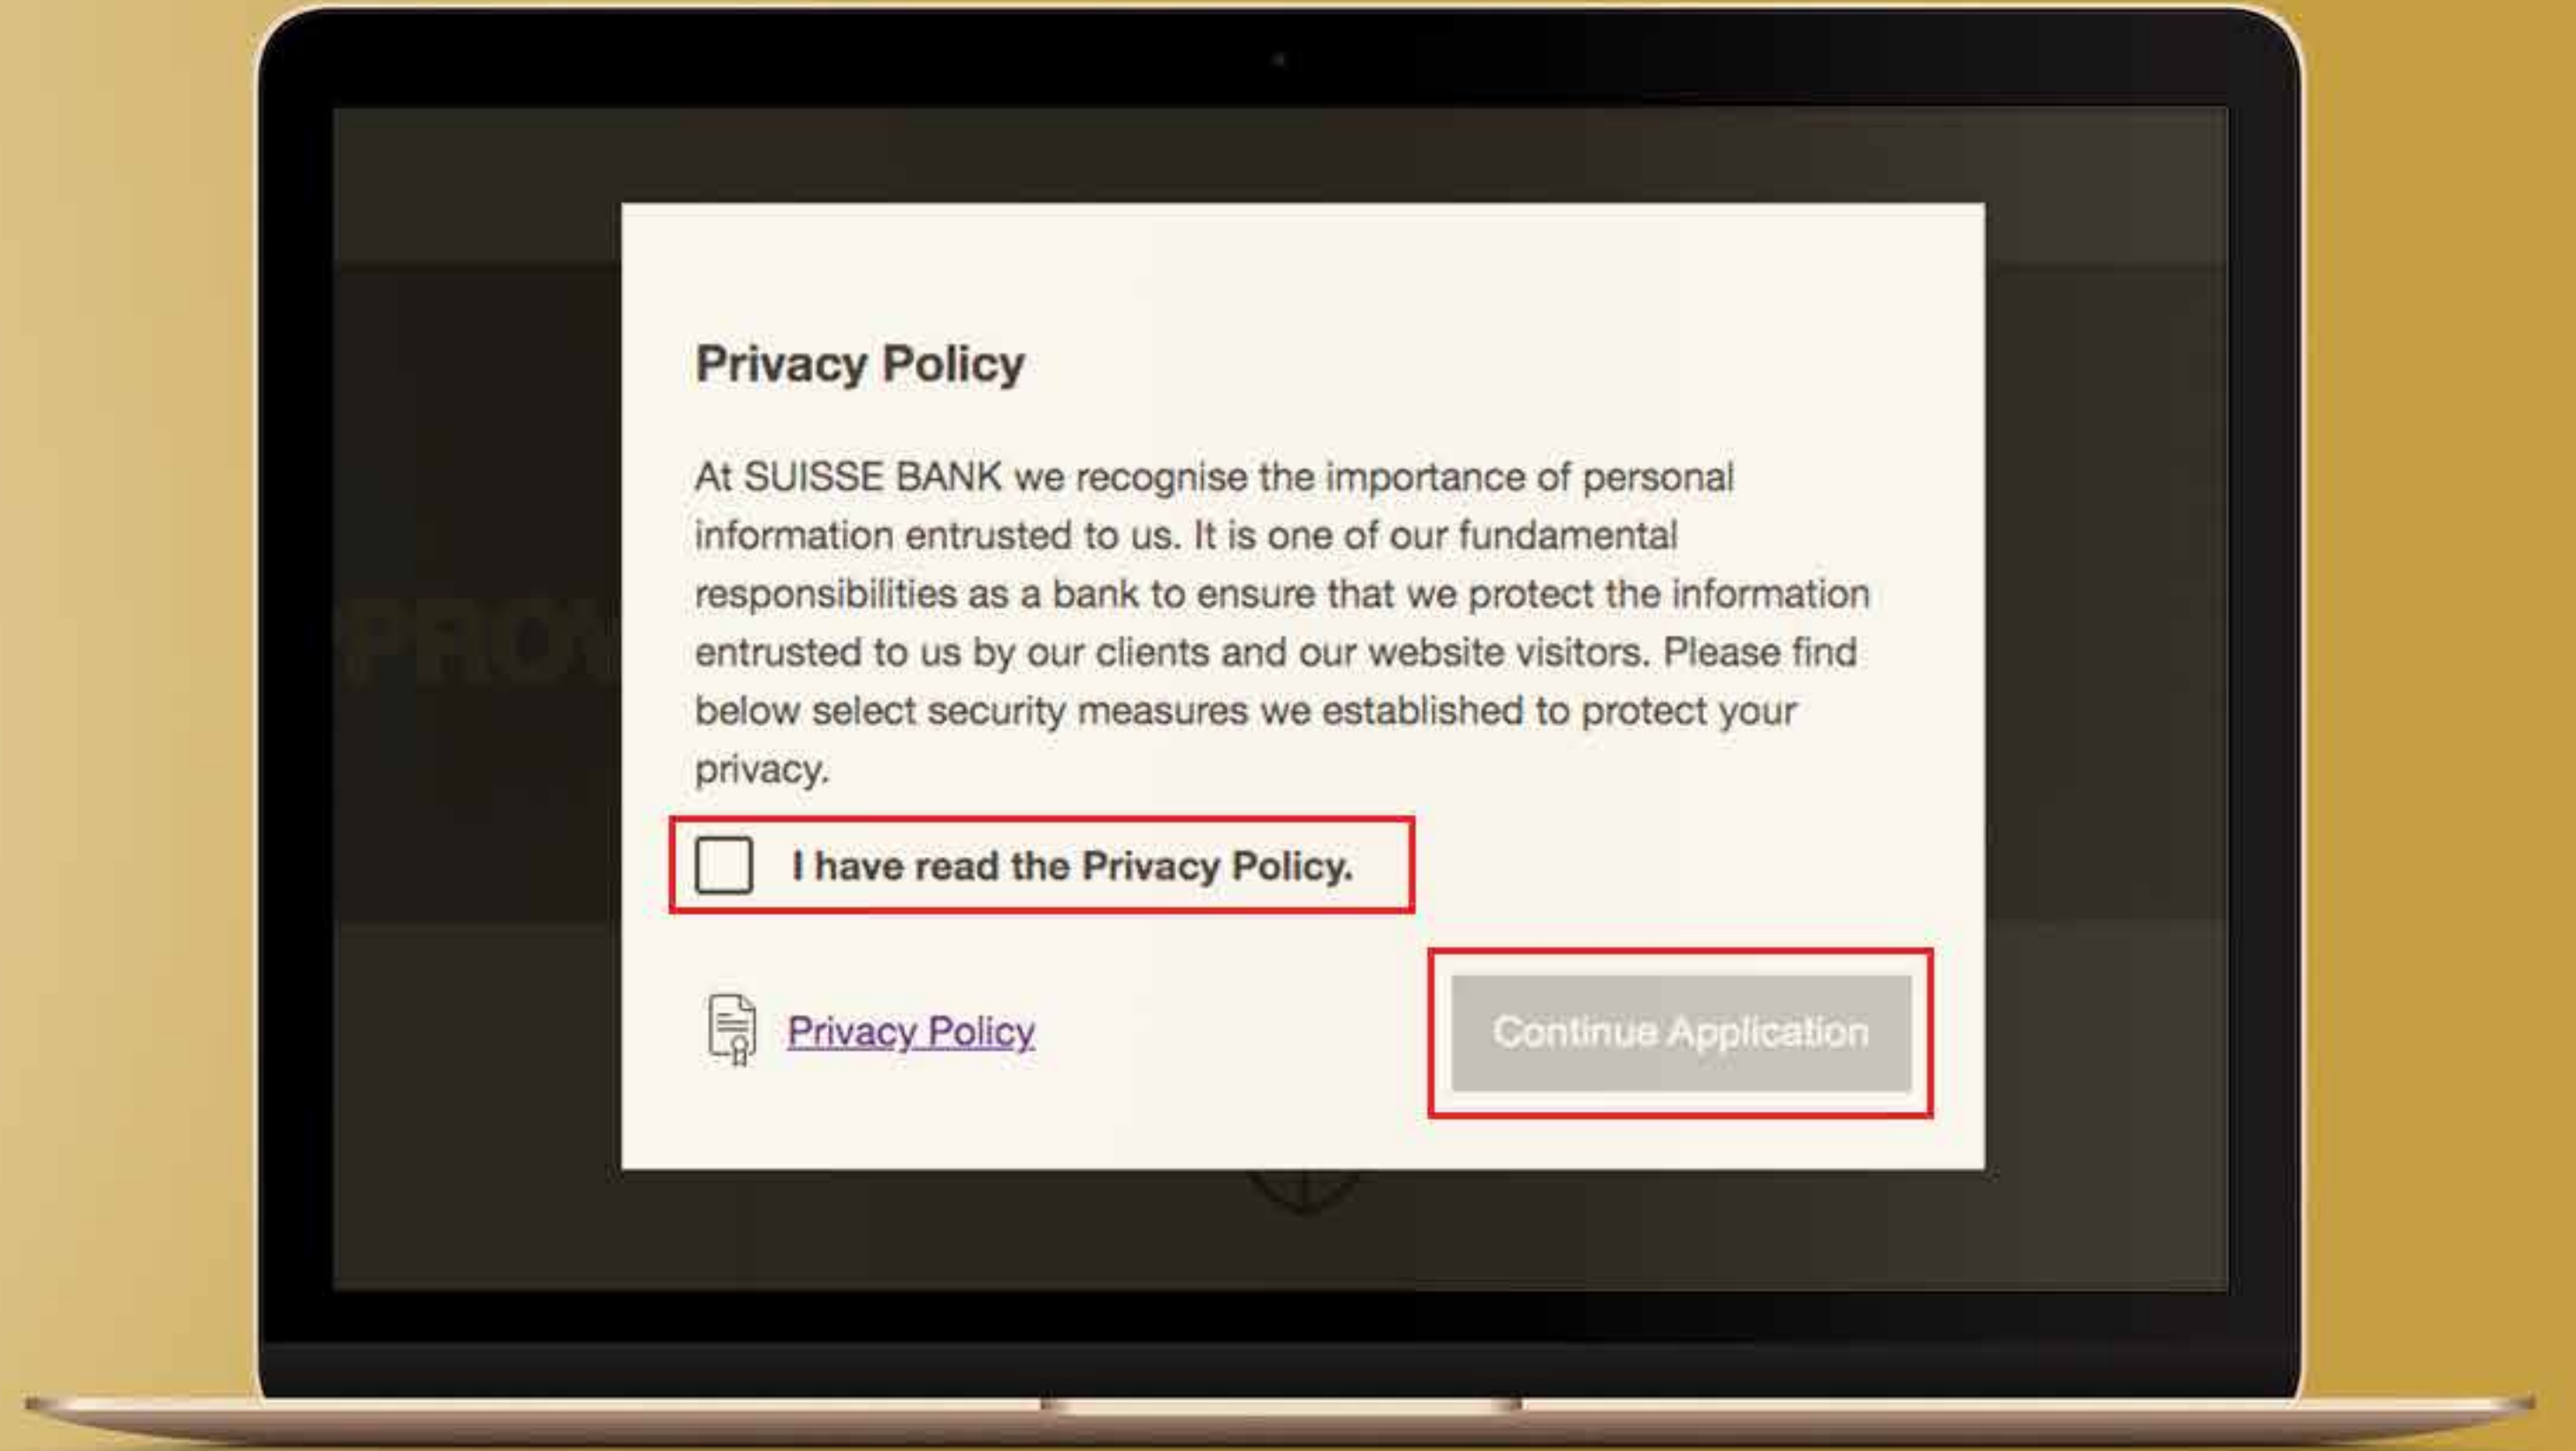 Privacy Policy
At SUISSE BANK we recognise the importance of personal
information entrusted to us. It is one of our fundamental
responsibilities as a bank to ensure that we protect the information
entrusted to us by our clients and our website visitors. Please find
below select security measures we established to protect your
privacy.
I have read the Privacy Policy.
Privacy Policy
Continue Application